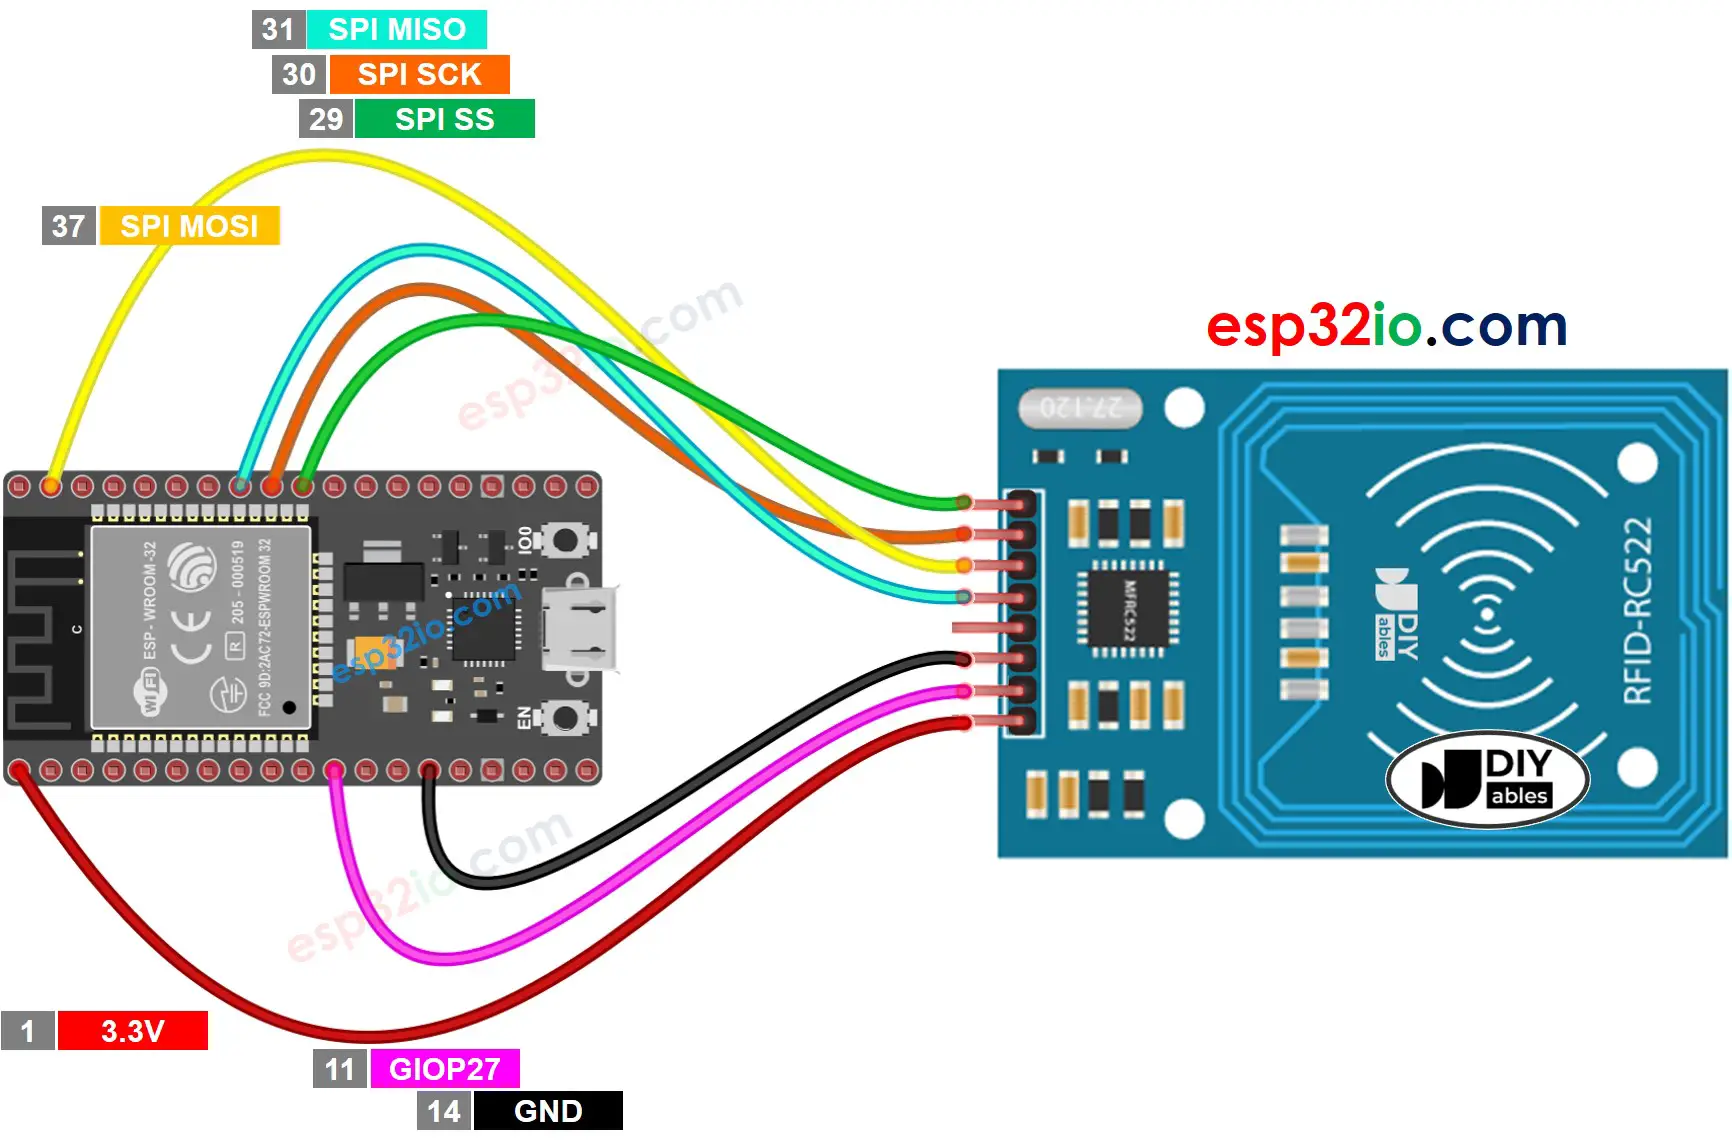 31 SPI MISO
30 SPI SCK
29 SPI SS
37 SPI MOSI
esp32io.com
esp32io.com
27.120
IO0
EN
WiFi ESP-WROOM-32
CE
R 205-000519
FCC 9D:2AC72-ESPWROOM 32
C
esp32io.com
MFRC522
DIY
ables
RFID-RC522
DIY
ables
esp32io.com
1 3.3V
11 GIOP27
14 GND